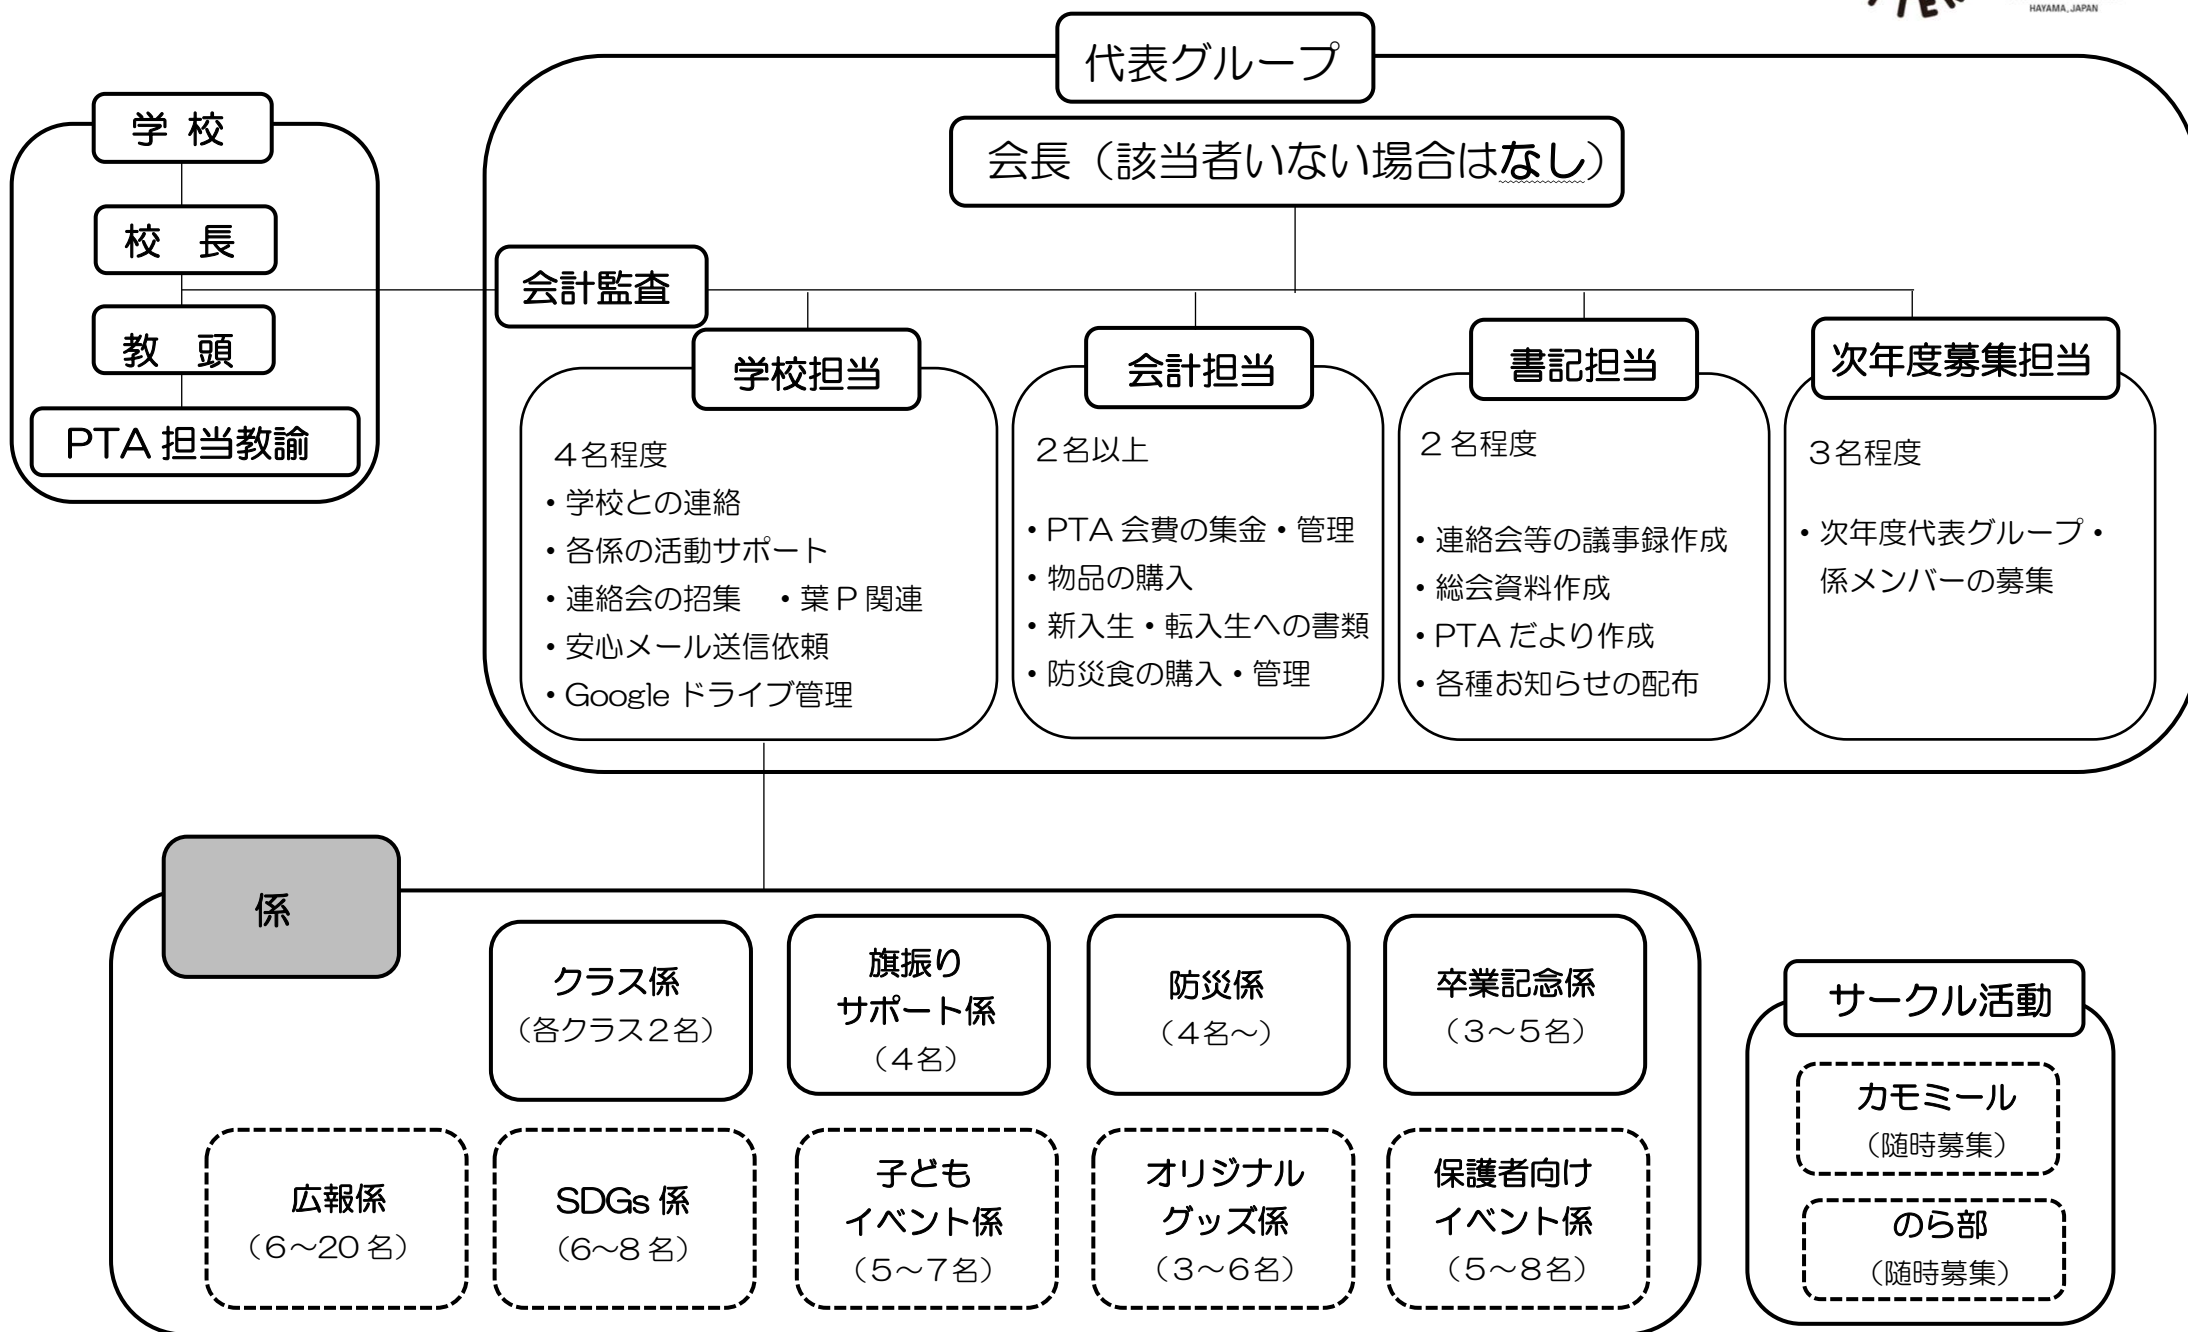 HAYAMA, JAPAN
代表グループ
会長（該当者いない場合はなし）
学 校
校 長
教 頭
PTA 担当教諭
会計監査
学校担当
4名程度
・学校との連絡
・各係の活動サポート
・連絡会の招集 ・葉P関連
・安心メール送信依頼
・Google ドライブ管理
会計担当
2名以上
・PTA 会費の集金・管理
・物品の購入
・新入生・転入生への書類
・防災食の購入・管理
書記担当
2名程度
・連絡会等の議事録作成
・総会資料作成
・PTA だより作成
・各種お知らせの配布
次年度募集担当
3名程度
・次年度代表グループ・
係メンバーの募集
係
クラス係
（各クラス2名）
旗振り
サポート係
（4名）
防災係
（4名～）
卒業記念係
（3～5名）
広報係
（6～20名）
SDGs 係
（6～8名）
子ども
イベント係
（5～7名）
オリジナル
グッズ係
（3～6名）
保護者向け
イベント係
（5～8名）
サークル活動
カモミール
（随時募集）
のら部
（随時募集）